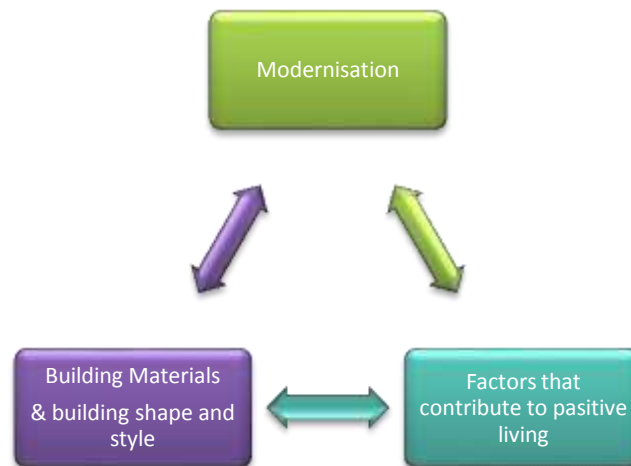 Modernisation
Building Materials
& building shape and
style
Factors that
contribute to pasitive
living